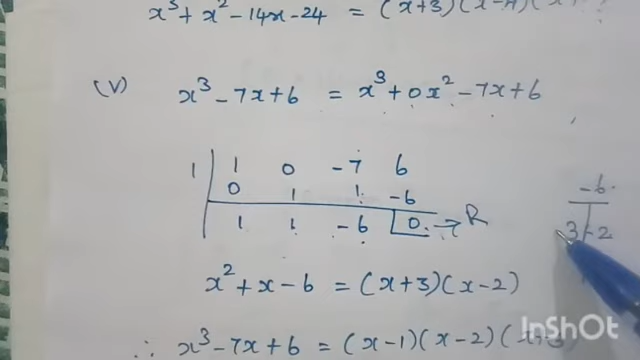 x³ + x² - 14x - 24 = (x+3)(x-4)(x
(V) x³ - 7x + 6 = x³ + 0x² - 7x + 6
1 | 1 0 -7 6
0 1 1 -6
1 1 -6 | 0 → R
-6
3 | -2
x² + x - 6 = (x+3)(x-2)
∴ x³ - 7x + 6 = (x-1)(x-2)(x+3)
InShOt